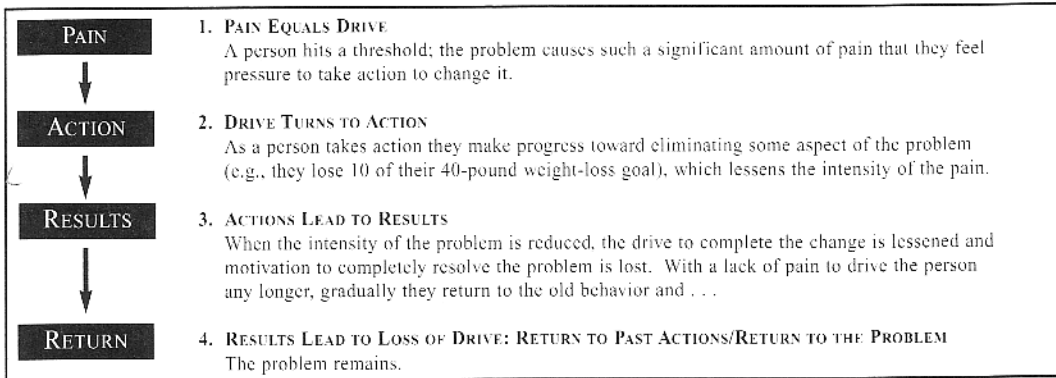 PAIN
1. PAIN EQUALS DRIVE
A person hits a threshold; the problem causes such a significant amount of pain that they feel
pressure to take action to change it.
ACTION
2. DRIVE TURNS TO ACTION
As a person takes action they make progress toward eliminating some aspect of the problem
(e.g., they lose 10 of their 40-pound weight-loss goal), which lessens the intensity of the pain.
RESULTS
3. ACTIONS LEAD TO RESULTS
When the intensity of the problem is reduced, the drive to complete the change is lessened and
motivation to completely resolve the problem is lost. With a lack of pain to drive the person
any longer, gradually they return to the old behavior and . . .
RETURN
4. RESULTS LEAD TO LOSS OF DRIVE: RETURN TO PAST ACTIONS/RETURN TO THE PROBLEM
The problem remains.